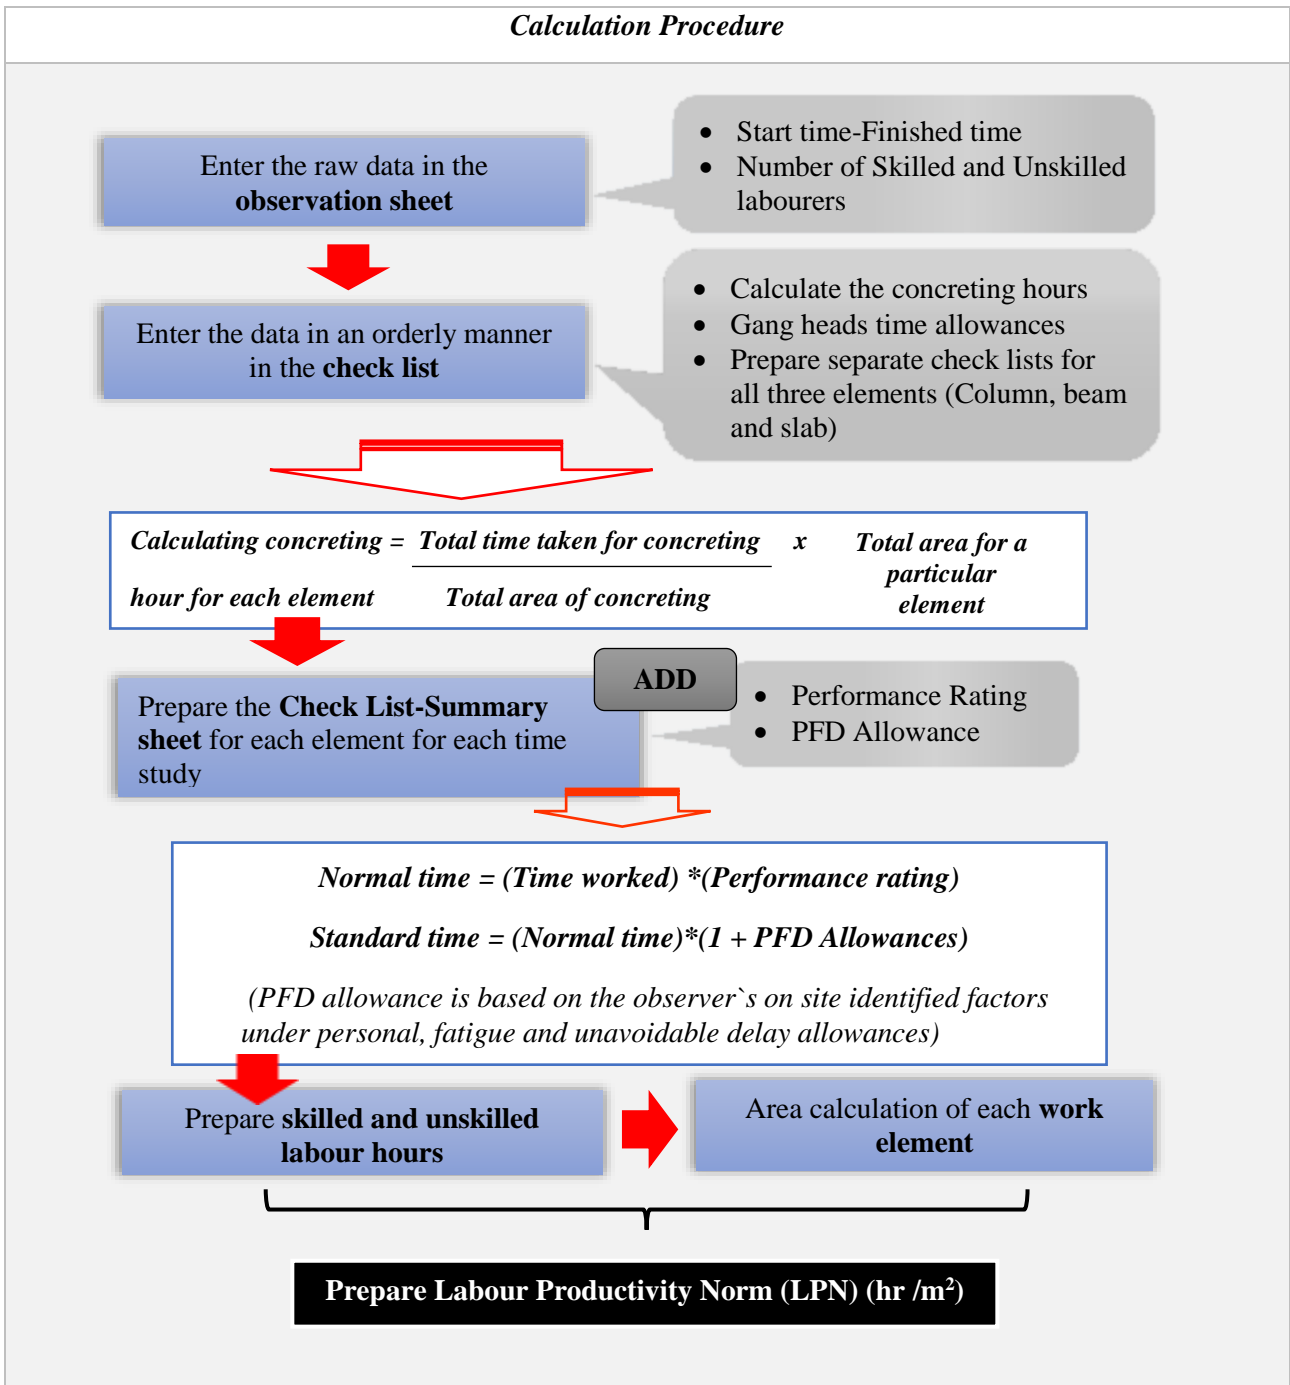 Calculation Procedure
Enter the raw data in the
observation sheet
• Start time-Finished time
• Number of Skilled and Unskilled
labourers
Enter the data in an orderly manner
in the check list
• Calculate the concreting hours
• Gang heads time allowances
• Prepare separate check lists for
all three elements (Column, beam
and slab)
Calculating concreting = Total time taken for concreting x Total area for a
particular
hour for each element Total area of concreting element
ADD
Prepare the Check List-Summary
sheet for each element for each time
study
• Performance Rating
• PFD Allowance
Normal time = (Time worked) *(Performance rating)
Standard time = (Normal time)*(1 + PFD Allowances)
(PFD allowance is based on the observer`s on site identified factors
under personal, fatigue and unavoidable delay allowances)
Prepare skilled and unskilled
labour hours
Area calculation of each work
element
Prepare Labour Productivity Norm (LPN) (hr /m²)